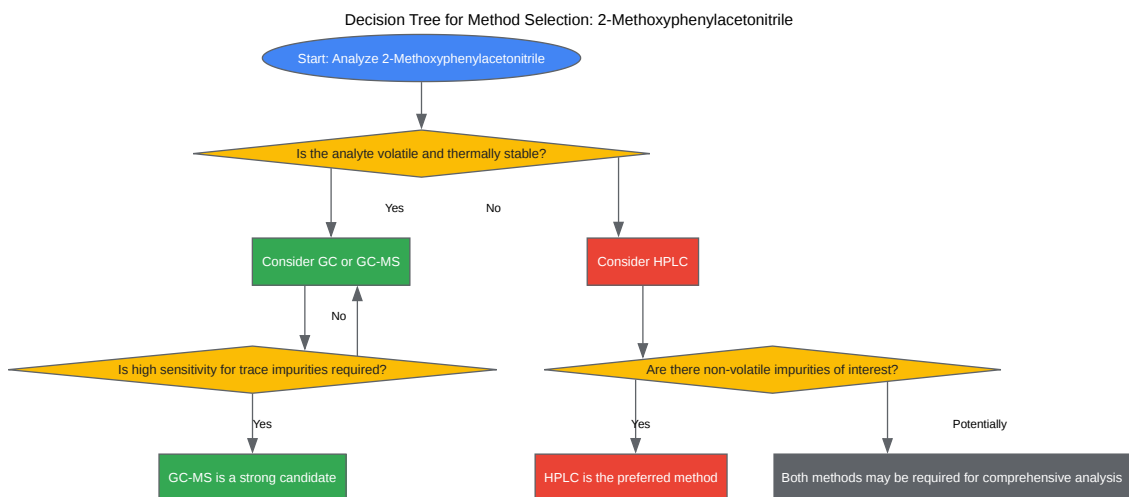 Decision Tree for Method Selection: 2-Methoxyphenylacetonitrile
Start: Analyze 2-Methoxyphenylacetonitrile
Is the analyte volatile and thermally stable?
Yes
No
Consider GC or GC-MS
Consider HPLC
No
Is high sensitivity for trace impurities required?
Are there non-volatile impurities of interest?
Yes
Yes
Potentially
GC-MS is a strong candidate
HPLC is the preferred method
Both methods may be required for comprehensive analysis